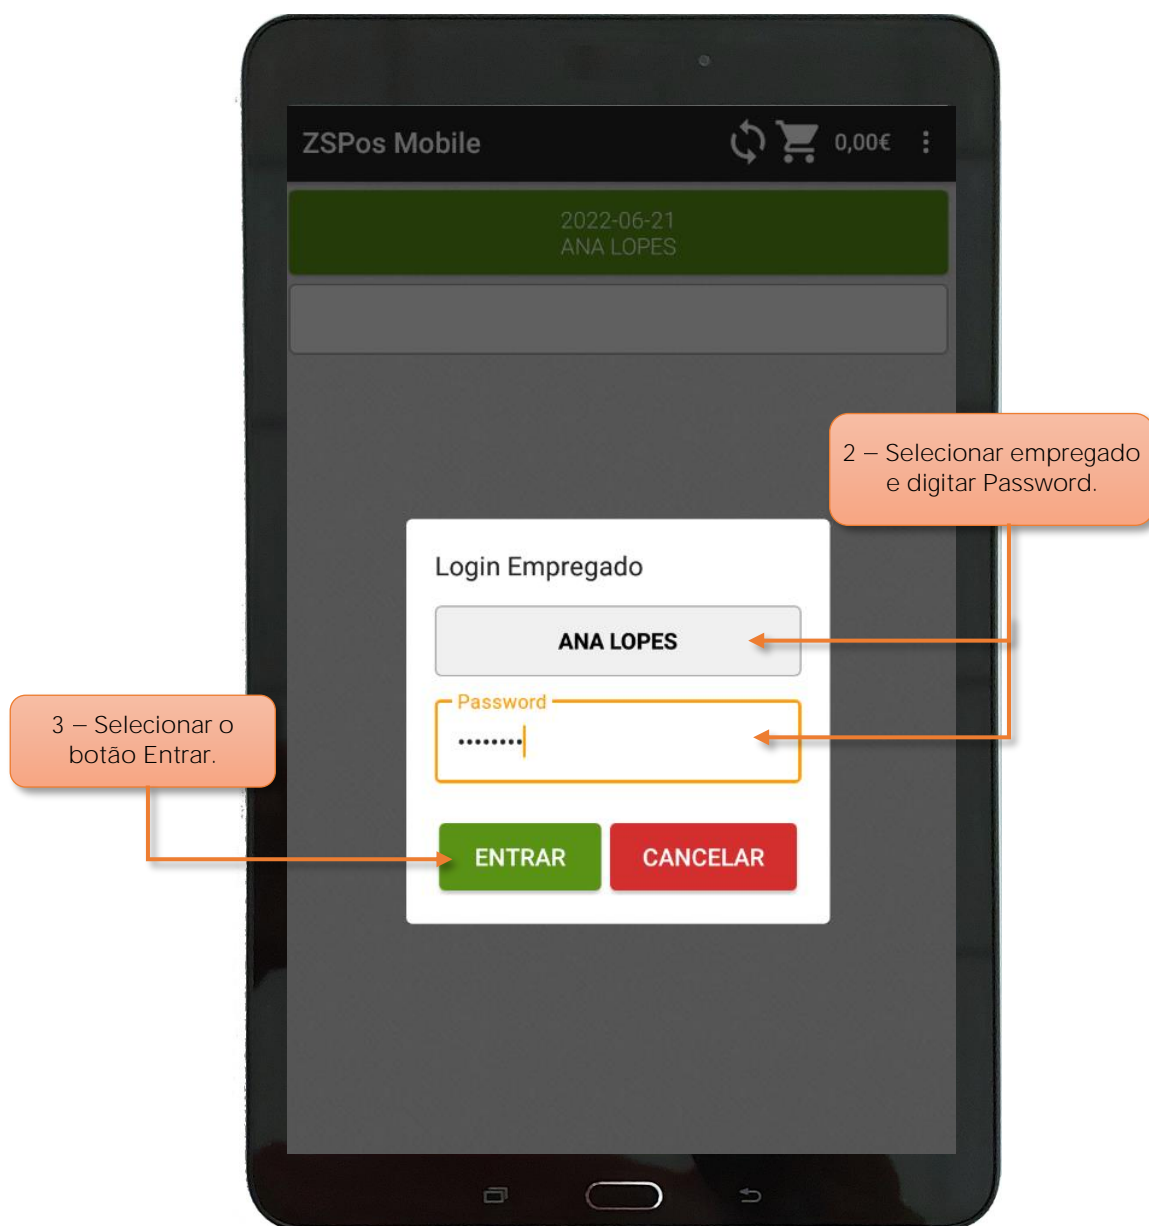 ZSPos Mobile
0,00€
2022-06-21
ANA LOPES
2 – Selecionar empregado
e digitar Password.
Login Empregado
ANA LOPES
Password
••••••••
3 – Selecionar o
botão Entrar.
ENTRAR
CANCELAR